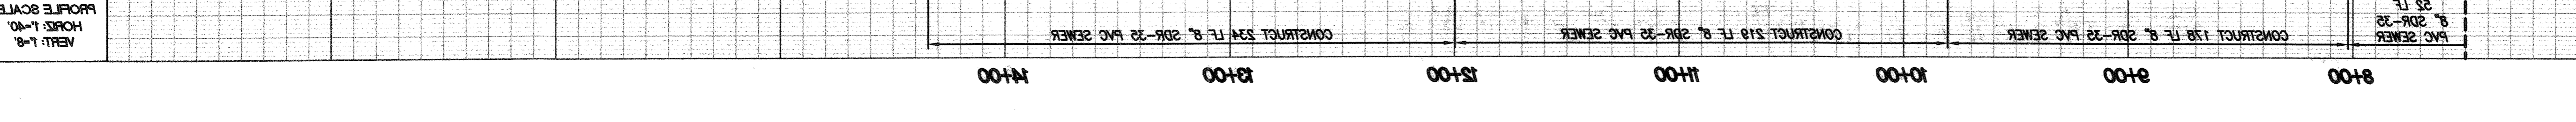 52 LF
8" SDR-35
PVC SEWER
CONSTRUCT 178 LF 8" SDR-35 PVC SEWER
CONSTRUCT 219 LF 8" SDR-35 PVC SEWER
CONSTRUCT 234 LF 8" SDR-35 PVC SEWER
PROFILE SCALE
HORIZ: 1"=40'
VERT: 1"=8'
8+00
9+00
10+00
11+00
12+00
13+00
14+00